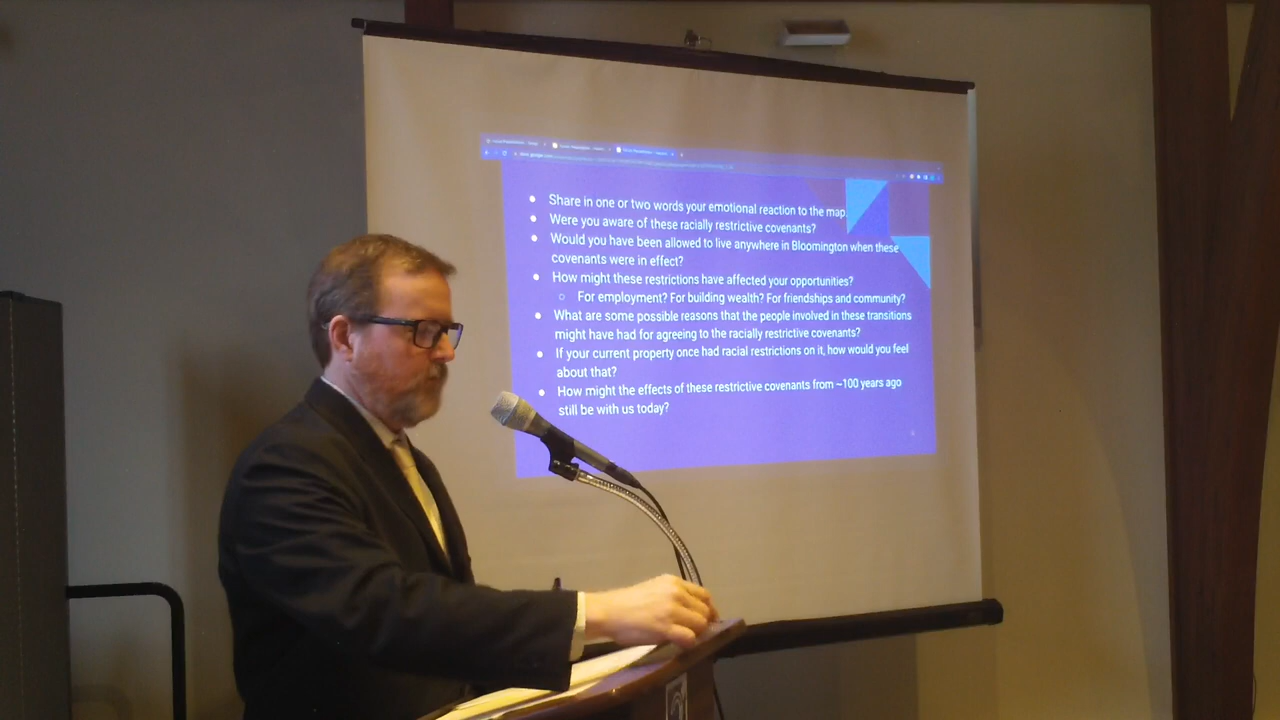 Share in one or two words your emotional reaction to the map.
Were you aware of these racially restrictive covenants?
Would you have been allowed to live anywhere in Bloomington when these
covenants were in effect?
How might these restrictions have affected your opportunities?
For employment? For building wealth? For friendships and community?
What are some possible reasons that the people involved in these transitions
might have had for agreeing to the racially restrictive covenants?
If your current property once had racial restrictions on it, how would you feel
about that?
How might the effects of these restrictive covenants from ~100 years ago
still be with us today?